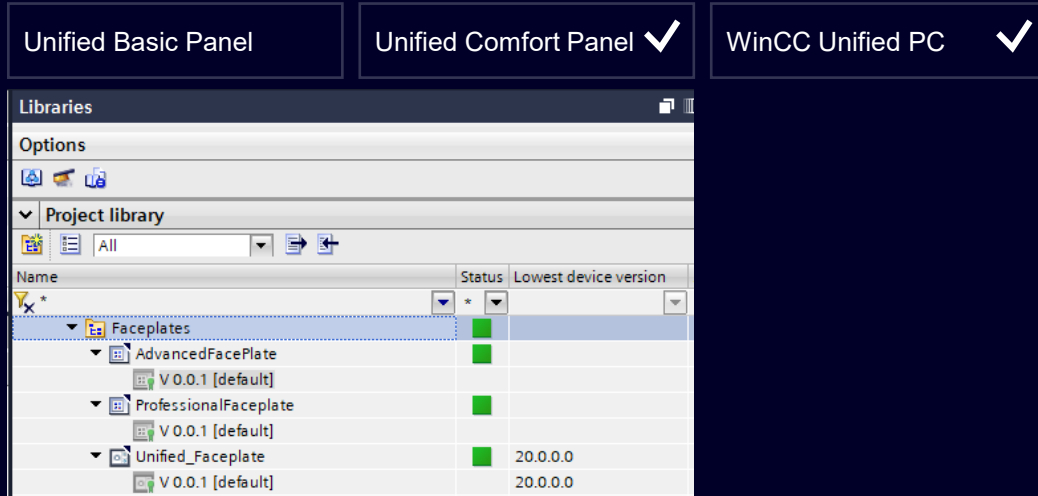 Unified Basic Panel
Unified Comfort Panel
WinCC Unified PC
Libraries
Options
Project library
All
Name Status Lowest device version
* *
Faceplates
AdvancedFacePlate
V 0.0.1 [default]
ProfessionalFaceplate
V 0.0.1 [default]
Unified_Faceplate 20.0.0.0
V 0.0.1 [default] 20.0.0.0